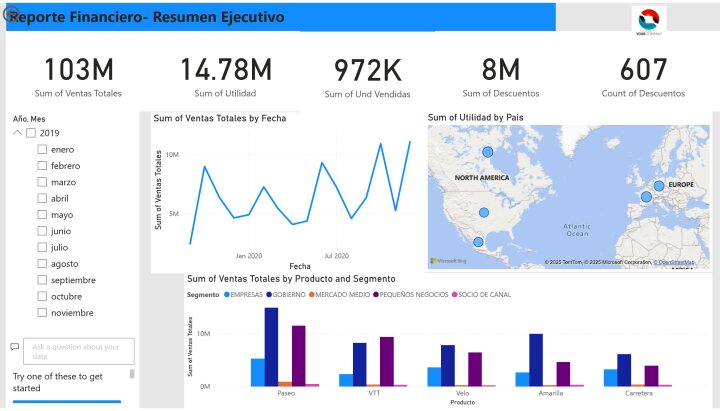 Reporte Financiero- Resumen Ejecutivo
YOUR COMPANY
103M
Sum of Ventas Totales
14.78M
Sum of Utilidad
972K
Sum of Und Vendidas
8M
Sum of Descuentos
607
Count of Descuentos
Año, Mes
2019
enero
febrero
marzo
abril
mayo
junio
julio
agosto
septiembre
octubre
noviembre
Ask a question about your
data
Try one of these to get
started
Sum of Ventas Totales by Fecha
Sum of Ventas Totales
10M
5M
Jan 2020
Jul 2020
Fecha
Sum of Utilidad by Pais
NORTH AMERICA
EUROPE
Atlantic
Ocean
AFRICA
Microsoft Bing
© 2025 TomTom, © 2025 Microsoft Corporation, © OpenStreetMap
Sum of Ventas Totales by Producto and Segmento
Segmento EMPRESAS GOBIERNO MERCADO MEDIO PEQUEÑOS NEGOCIOS SOCIO DE CANAL
Sum of Ventas Totales
10M
0M
Paseo
VTT
Velo
Amarilla
Carretera
Producto